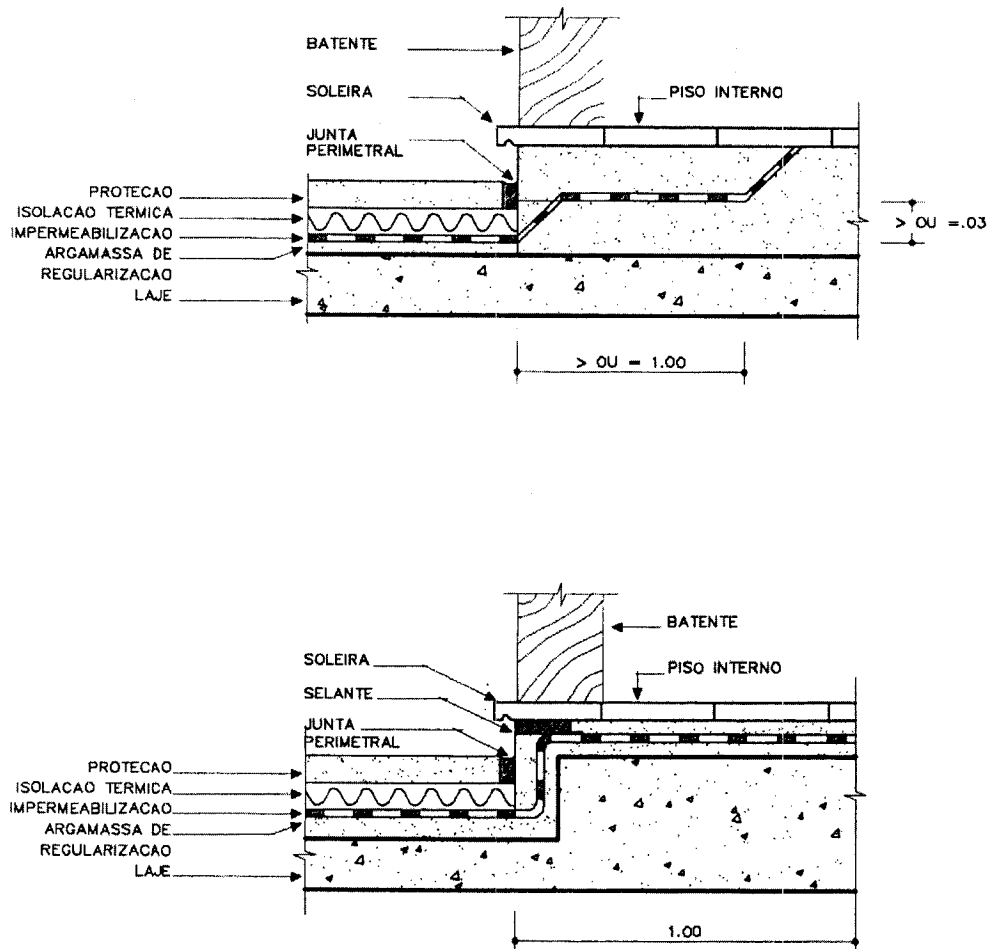 BATENTE
SOLEIRA
PISO INTERNO
JUNTA
PERIMETRAL
PROTECAO
ISOLACAO TERMICA
IMPERMEABILIZACAO
ARGAMASSA DE
REGULARIZACAO
LAJE
> OU =.03
> OU = 1.00
BATENTE
SOLEIRA
PISO INTERNO
SELANTE
JUNTA
PERIMETRAL
PROTECAO
ISOLACAO TERMICA
IMPERMEABILIZACAO
ARGAMASSA DE
REGULARIZACAO
LAJE
1.00